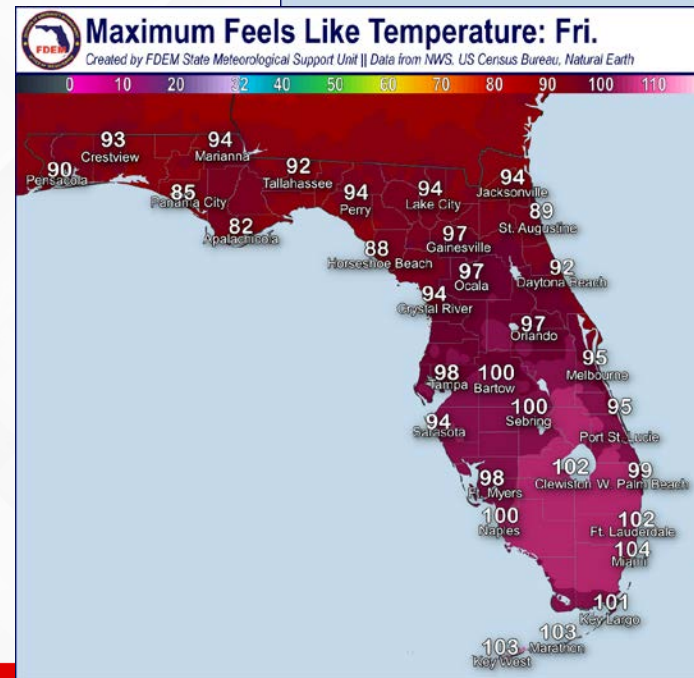 Maximum Feels Like Temperature: Fri.
Created by FDEM State Meteorological Support Unit || Data from NWS, US Census Bureau, Natural Earth
FDEM
0 10 20 32 40 50 60 70 80 90 100 110
93
Crestview
94
Marianna
90
Pensacola
92
Tallahassee
85
Panama City
82
Apalachicola
94
Perry
94
Lake City
94
Jacksonville
89
St. Augustine
88
Horseshoe Beach
97
Gainesville
97
Ocala
92
Daytona Beach
94
Crystal River
97
Orlando
95
Melbourne
98
Tampa
100
Bartow
100
Sebring
95
Port St. Lucie
94
Sarasota
98
Ft. Myers
102
Clewiston
99
W. Palm Beach
100
Naples
102
Ft. Lauderdale
104
Miami
101
Key Largo
103
Marathon
103
Key West